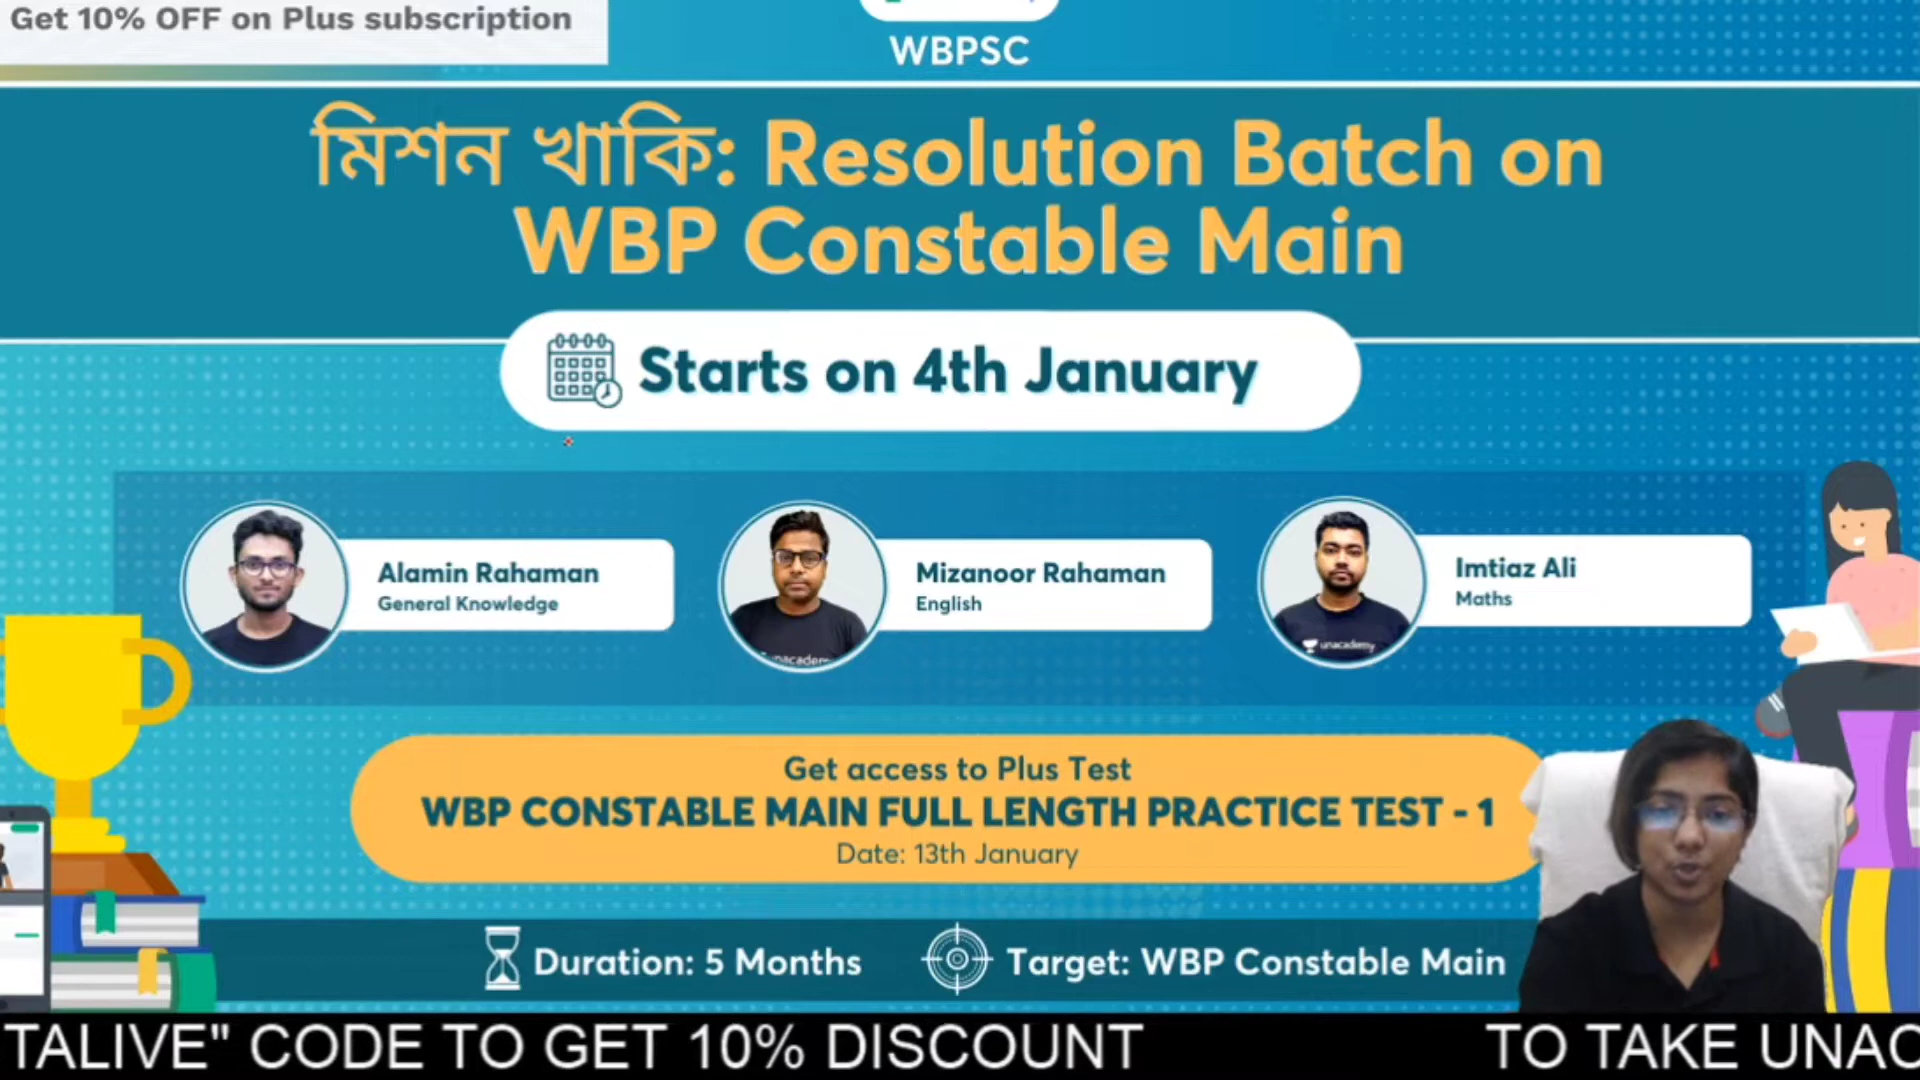 Get 10% OFF on Plus subscription
WBPSC
মিশন খাকি: Resolution Batch on
WBP Constable Main
Starts on 4th January
Alamin Rahaman
General Knowledge
Mizanoor Rahaman
English
Imtiaz Ali
Maths
unacademy
Get access to Plus Test
WBP CONSTABLE MAIN FULL LENGTH PRACTICE TEST - 1
Date: 13th January
Duration: 5 Months
Target: WBP Constable Main
TALIVE" CODE TO GET 10% DISCOUNT
TO TAKE UNAC